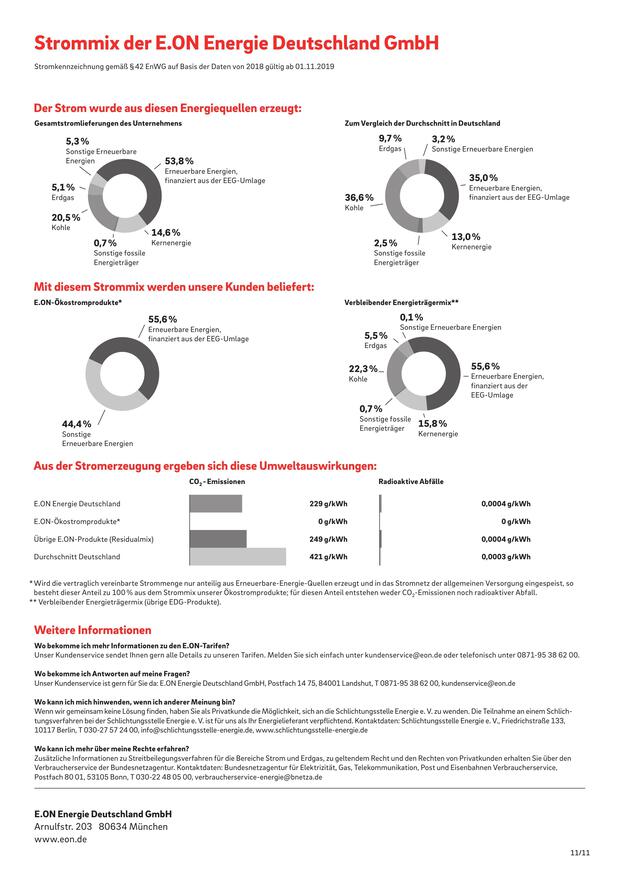 Strommix der E.ON Energie Deutschland GmbH
Stromkennzeichnung gemäß § 42 EnWG auf Basis der Daten von 2018 gültig ab 01.11.2019
Der Strom wurde aus diesen Energiequellen erzeugt:
Gesamtstromlieferungen des Unternehmens
5,3 %
Sonstige Erneuerbare
Energien
53,8 %
Erneuerbare Energien,
finanziert aus der EEG-Umlage
5,1 %
Erdgas
20,5 %
Kohle
14,6 %
Kernenergie
0,7 %
Sonstige fossile
Energieträger
Zum Vergleich der Durchschnitt in Deutschland
9,7 %
Erdgas
3,2 %
Sonstige Erneuerbare Energien
35,0 %
Erneuerbare Energien,
finanziert aus der EEG-Umlage
36,6 %
Kohle
13,0 %
Kernenergie
2,5 %
Sonstige fossile
Energieträger
Mit diesem Strommix werden unsere Kunden beliefert:
E.ON-Ökostromprodukte*
55,6 %
Erneuerbare Energien,
finanziert aus der EEG-Umlage
44,4 %
Sonstige
Erneuerbare Energien
Verbleibender Energieträgermix**
0,1 %
Sonstige Erneuerbare Energien
5,5 %
Erdgas
22,3 %
Kohle
55,6 %
Erneuerbare Energien,
finanziert aus der
EEG-Umlage
0,7 %
Sonstige fossile
Energieträger
15,8 %
Kernenergie
Aus der Stromerzeugung ergeben sich diese Umweltauswirkungen:
CO2-Emissionen Radioaktive Abfälle
E.ON Energie Deutschland 229 g/kWh 0,0004 g/kWh
E.ON-Ökostromprodukte* 0 g/kWh 0 g/kWh
Übrige E.ON-Produkte (Residualmix) 249 g/kWh 0,0004 g/kWh
Durchschnitt Deutschland 421 g/kWh 0,0003 g/kWh
* Wird die vertraglich vereinbarte Strommenge nur anteilig aus Erneuerbare-Energie-Quellen erzeugt und in das Stromnetz der allgemeinen Versorgung eingespeist, so
besteht dieser Anteil zu 100 % aus dem Strommix unserer Ökostromprodukte; für diesen Anteil entstehen weder CO2-Emissionen noch radioaktiver Abfall.
** Verbleibender Energieträgermix (übrige EDG-Produkte).
Weitere Informationen
Wo bekomme ich mehr Informationen zu den E.ON-Tarifen?
Unser Kundenservice sendet Ihnen gern alle Details zu unseren Tarifen. Melden Sie sich einfach unter kundenservice@eon.de oder telefonisch unter 0871-95 38 62 00.
Wo bekomme ich Antworten auf meine Fragen?
Unser Kundenservice ist gern für Sie da: E.ON Energie Deutschland GmbH, Postfach 14 75, 84001 Landshut, T 0871-95 38 62 00, kundenservice@eon.de
Wo kann ich mich hinwenden, wenn ich anderer Meinung bin?
Wenn wir gemeinsam keine Lösung finden, haben Sie als Privatkunde die Möglichkeit, sich an die Schlichtungsstelle Energie e. V. zu wenden. Die Teilnahme an einem Schlich-
tungsverfahren bei der Schlichtungsstelle Energie e. V. ist für uns als Ihr Energielieferant verpflichtend. Kontaktdaten: Schlichtungsstelle Energie e. V., Friedrichstraße 133,
10117 Berlin, T 030-27 57 24 00, info@schlichtungsstelle-energie.de, www.schlichtungsstelle-energie.de
Wo kann ich mehr über meine Rechte erfahren?
Zusätzliche Informationen zu Streitbeilegungsverfahren für die Bereiche Strom und Erdgas, zu geltendem Recht und den Rechten von Privatkunden erhalten Sie über den
Verbraucherservice der Bundesnetzagentur. Kontaktdaten: Bundesnetzagentur für Elektrizität, Gas, Telekommunikation, Post und Eisenbahnen Verbraucherservice,
Postfach 80 01, 53105 Bonn, T 030-22 48 05 00, verbraucherservice-energie@bnetza.de
E.ON Energie Deutschland GmbH
Arnulfstr. 203 80634 München
www.eon.de
11/11